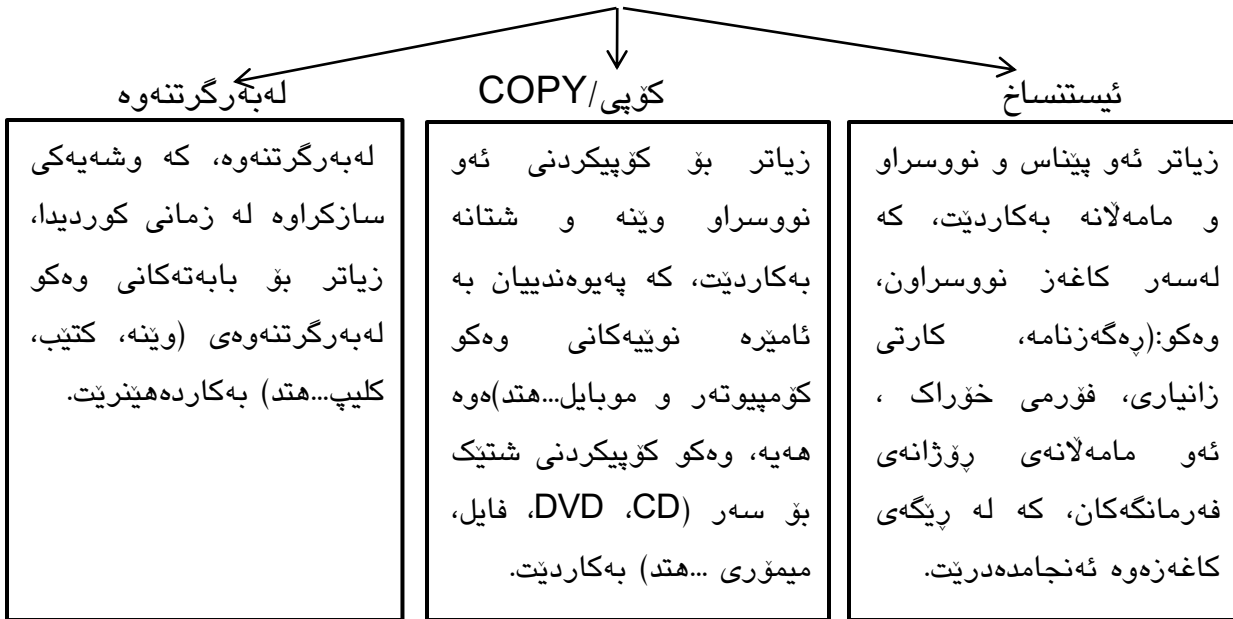 ئیستنساخ
زیاتر ئەو پێناس و نووسراو
و مامەڵانە بەکاردێت، کە
لەسەر کاغەز نووسراون،
وەکو:(ڕەگەزنامە، کارتی
زانیاری، فۆرمی خۆراک ،
ئەو مامەڵانەی ڕۆژانەی
فەرمانگەکان، کە لە ڕێگەی
کاغەزەوە ئەنجامدەدرێت.
کۆپی/COPY
زیاتر بۆ کۆپیکردنی ئەو
نووسراو وێنە و شتانە
بەکاردێت، کە پەیوەندییان بە
ئامێرە نوێیەکانی وەکو
کۆمپیوتەر و موبایل...هتد)ەوە
هەیە، وەکو کۆپیکردنی شتێک
بۆ سەر (CD، DVD، فایل،
میمۆری ...هتد) بەکاردێت.
لەبەرگرتنەوە
لەبەرگرتنەوە، کە وشەیەکی
سازکراوە لە زمانی کوردیدا،
زیاتر بۆ بابەتەکانی وەکو
لەبەرگرتنەوەی (وێنە، کتێب،
کلیپ...هتد) بەکاردەهێنرێت.